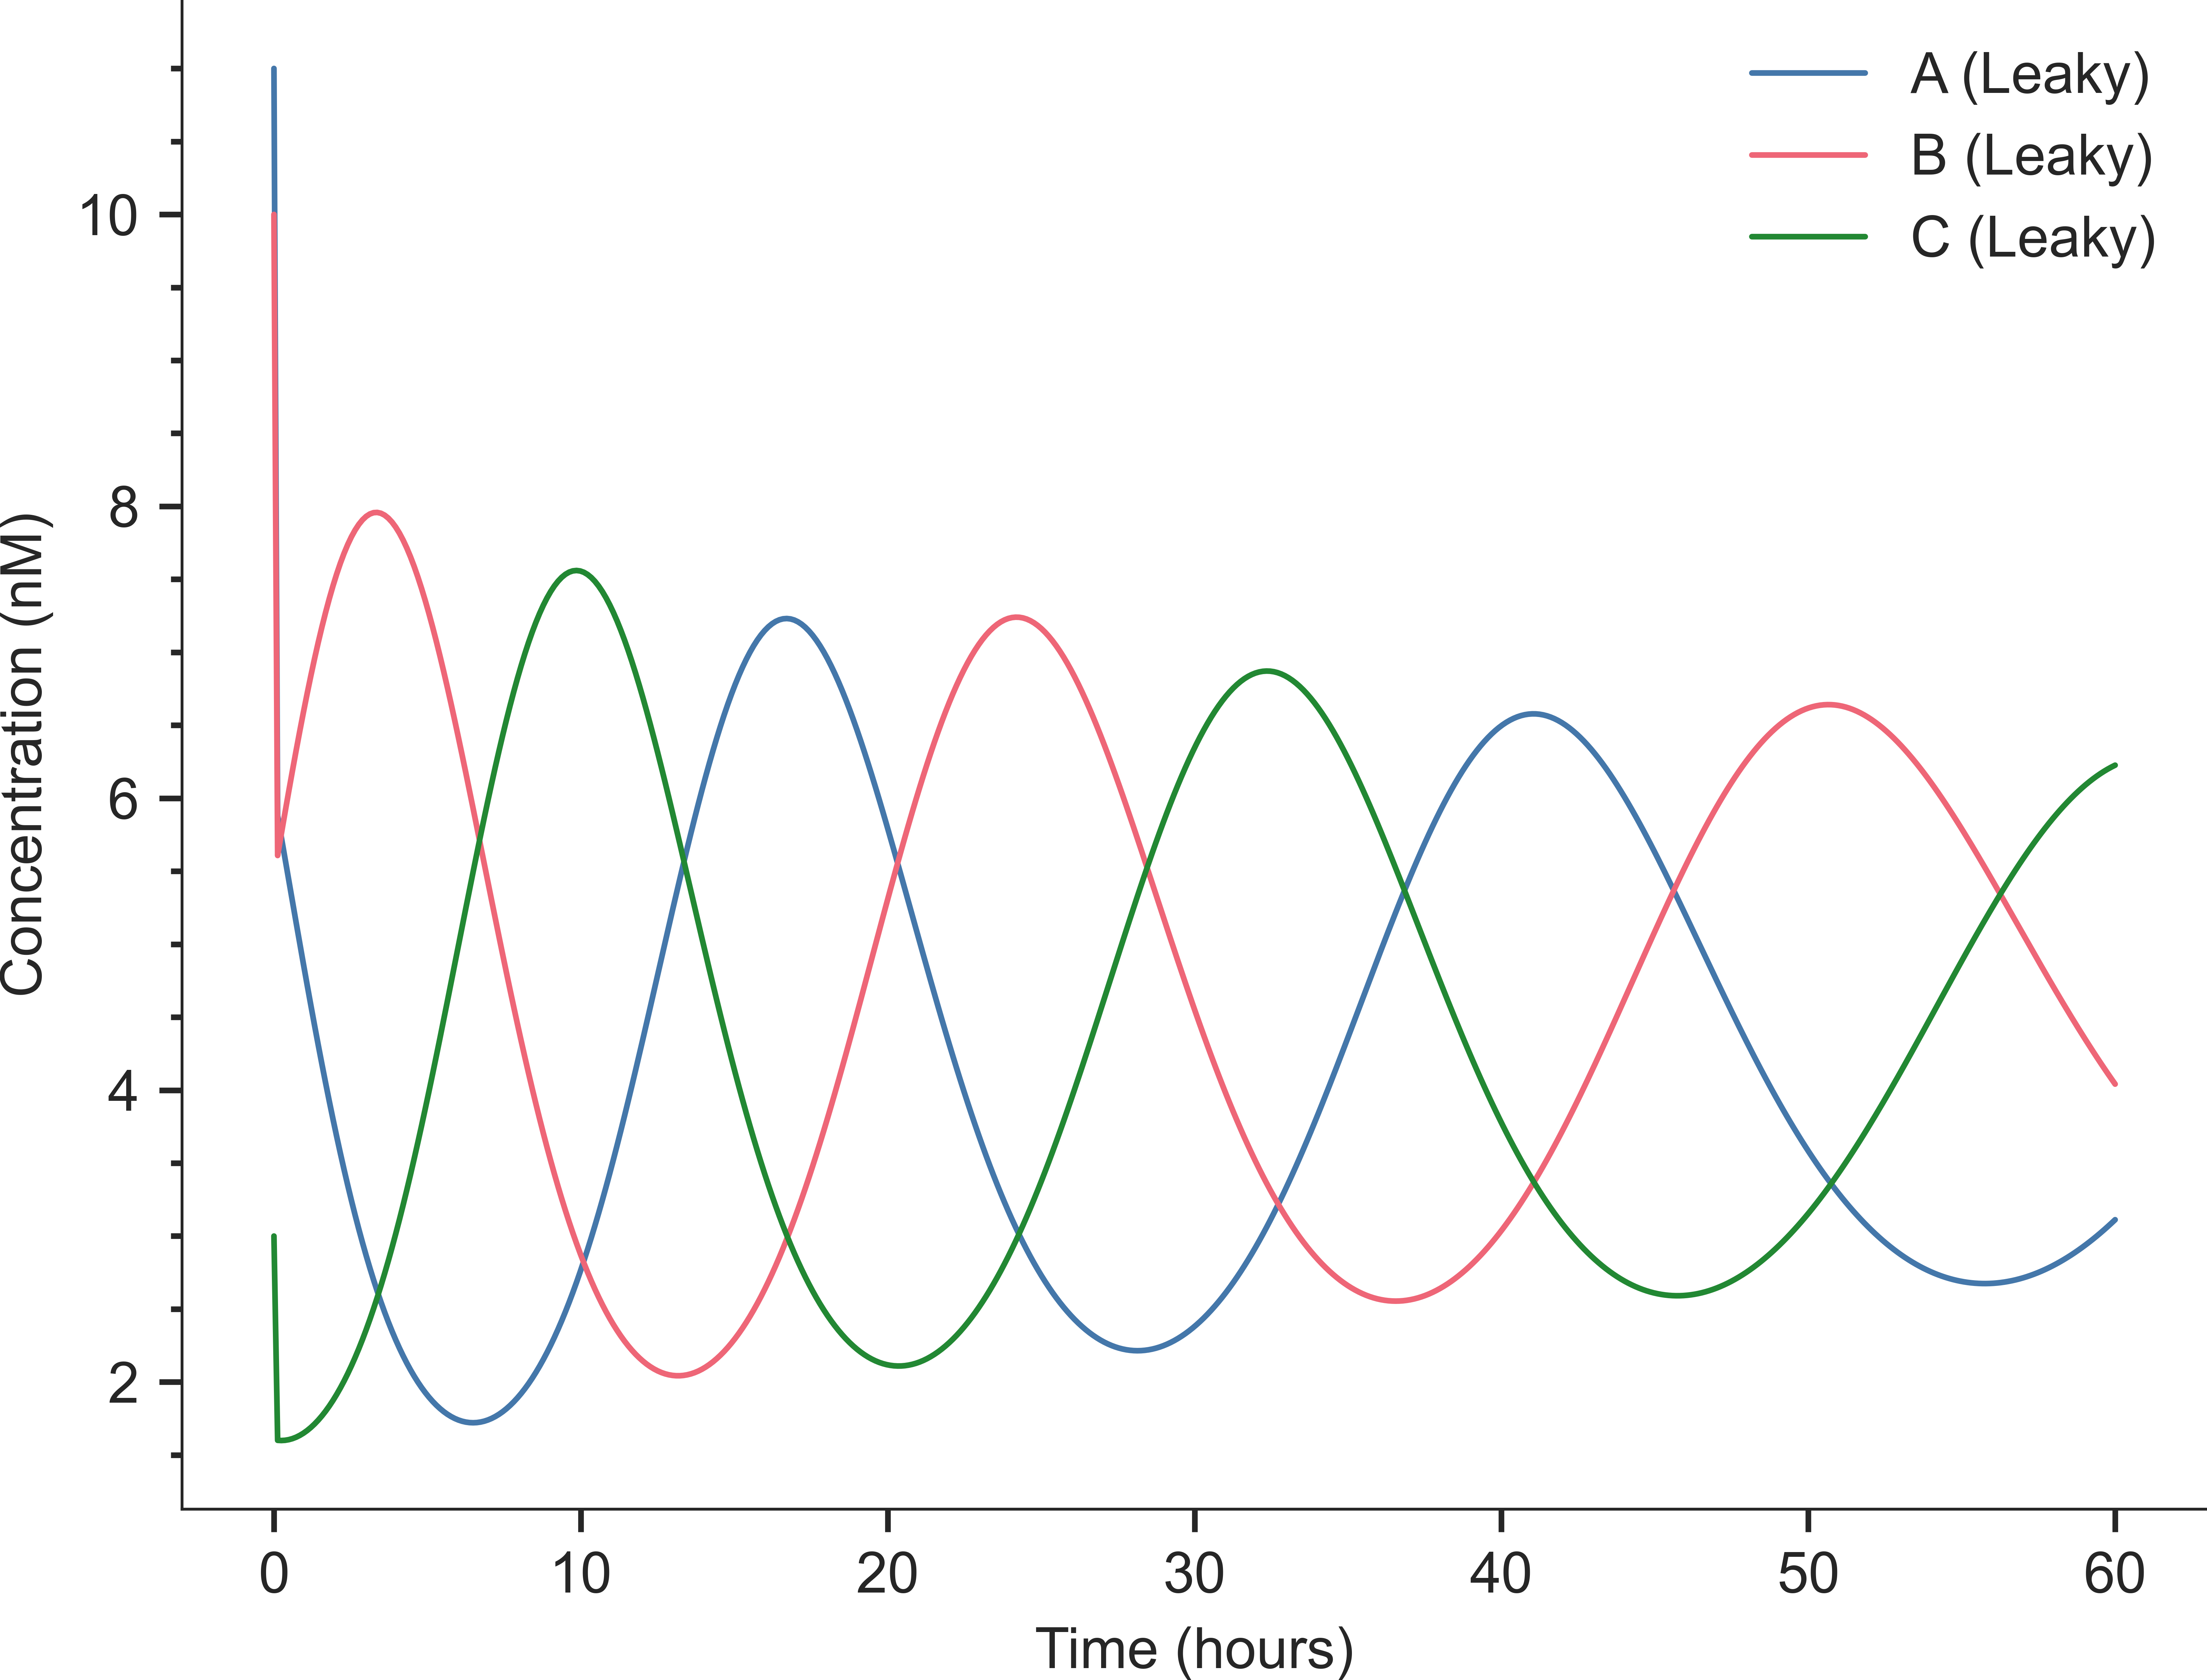 A (Leaky)
B (Leaky)
C (Leaky)
Concentration (nM)
10
8
6
4
2
0 10 20 30 40 50 60
Time (hours)